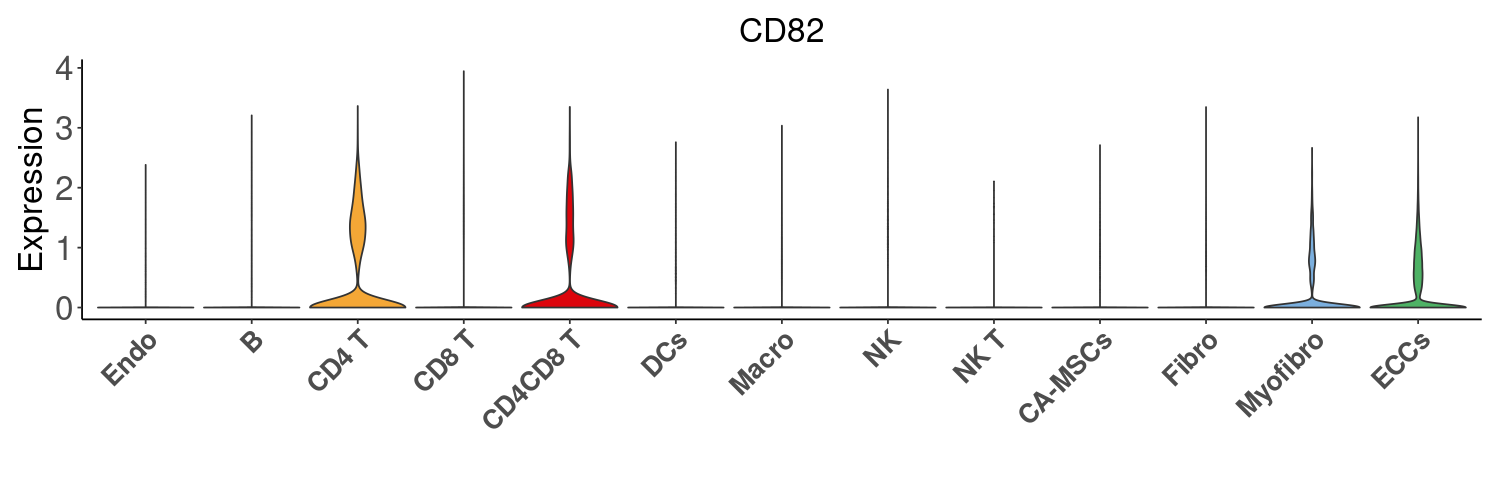 CD82
Expression
4
3
2
1
0
Endo
B
CD4 T
CD8 T
CD4CD8 T
DCs
Macro
NK
NK T
CA-MSCs
Fibro
Myofibro
ECCs